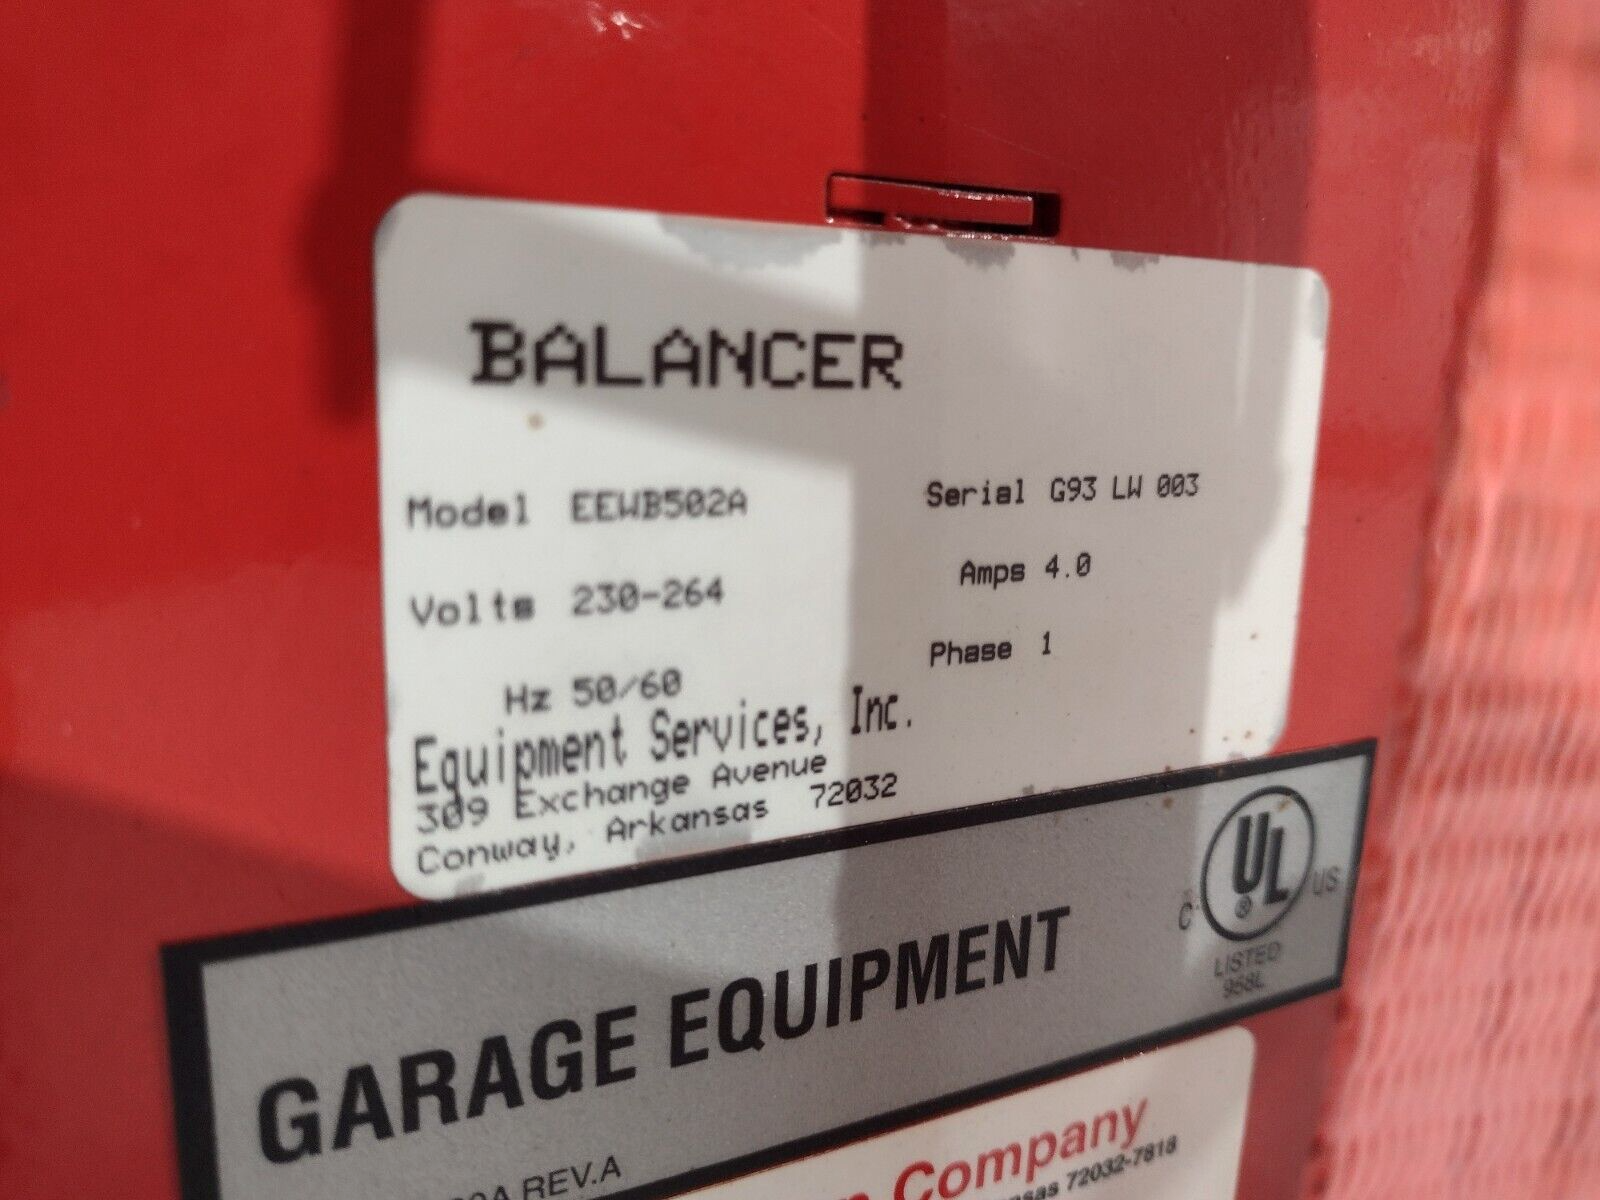 BALANCER
Model EEWB502A Serial G93 LW 003
Volts 230-264 Amps 4.0
Hz 50/60 Phase 1
Equipment Services, Inc.
309 Exchange Avenue
Conway, Arkansas 72032
GARAGE EQUIPMENT
C UL ® US
LISTED
958L
REV.A
Company
72032-7818